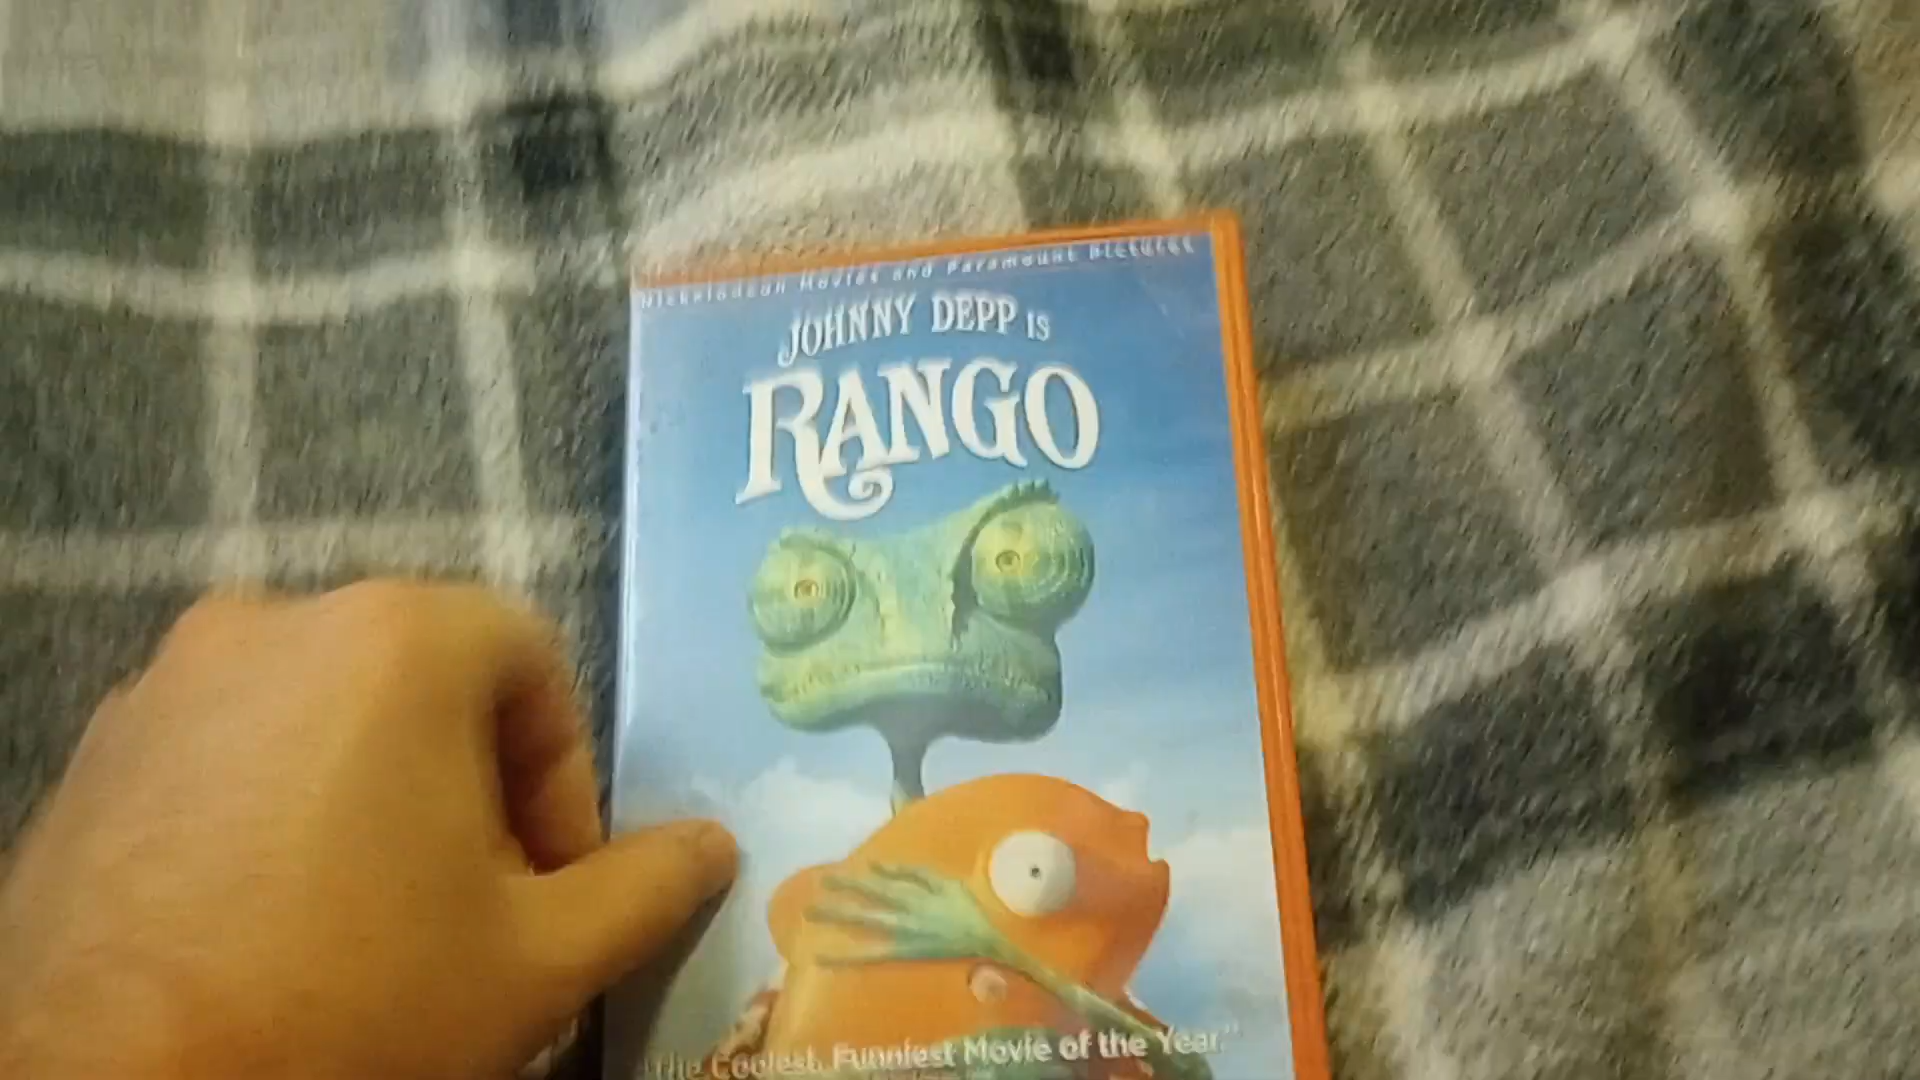 Nickelodeon Movies and Paramount Pictures
JOHNNY DEPP IS
RANGO
"The Coolest, Funniest Movie of the Year."